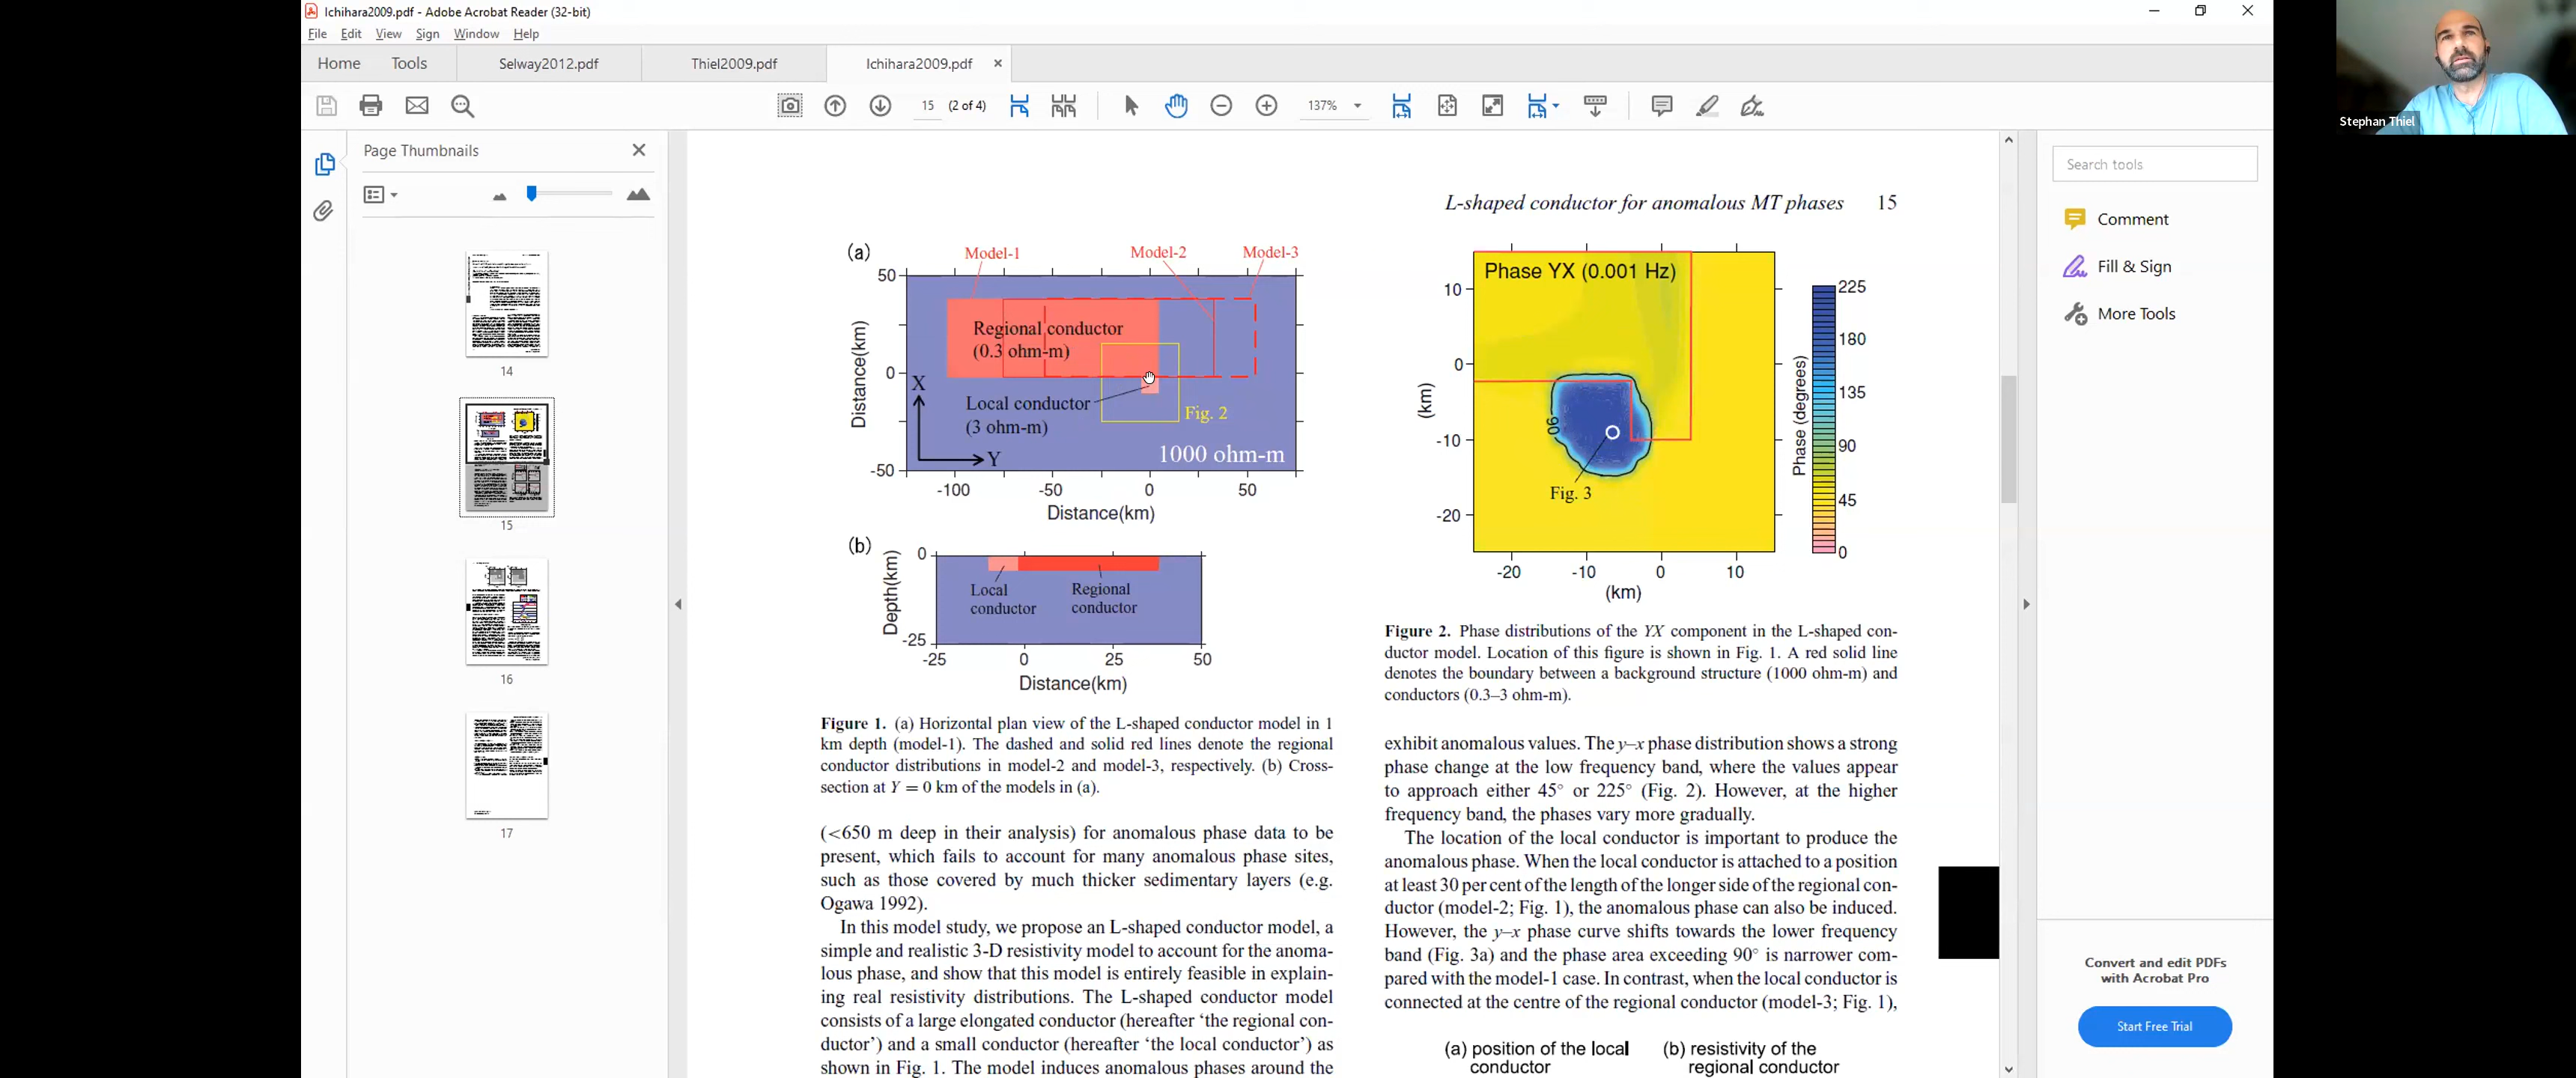 Ichihara2009.pdf - Adobe Acrobat Reader (32-bit)
File Edit View Sign Window Help
Home Tools Selway2012.pdf Thiel2009.pdf Ichihara2009.pdf ×
15 (2 of 4) 137%
Page Thumbnails
14
15
16
17
L-shaped conductor for anomalous MT phases 15
(a)
Model-1 Model-2 Model-3
50
0
-50
Distance(km)
Regional conductor
(0.3 ohm-m)
X
Local conductor
(3 ohm-m)
Fig. 2
Y
1000 ohm-m
-100 -50 0 50
Distance(km)
(b)
0
-25
Depth(km)
Local
conductor
Regional
conductor
-25 0 25 50
Distance(km)
Figure 1. (a) Horizontal plan view of the L-shaped conductor model in 1
km depth (model-1). The dashed and solid red lines denote the regional
conductor distributions in model-2 and model-3, respectively. (b) Cross-
section at Y = 0 km of the models in (a).
(<650 m deep in their analysis) for anomalous phase data to be
present, which fails to account for many anomalous phase sites,
such as those covered by much thicker sedimentary layers (e.g.
Ogawa 1992).
In this model study, we propose an L-shaped conductor model, a
simple and realistic 3-D resistivity model to account for the anoma-
lous phase, and show that this model is entirely feasible in explain-
ing real resistivity distributions. The L-shaped conductor model
consists of a large elongated conductor (hereafter ‘the regional con-
ductor’) and a small conductor (hereafter ‘the local conductor’) as
shown in Fig. 1. The model induces anomalous phases around the
Phase YX (0.001 Hz)
10
0
-10
-20
(km)
90
Fig. 3
-20 -10 0 10
(km)
225
180
135
90
45
0
Phase (degrees)
Figure 2. Phase distributions of the YX component in the L-shaped con-
ductor model. Location of this figure is shown in Fig. 1. A red solid line
denotes the boundary between a background structure (1000 ohm-m) and
conductors (0.3–3 ohm-m).
exhibit anomalous values. The y–x phase distribution shows a strong
phase change at the low frequency band, where the values appear
to approach either 45° or 225° (Fig. 2). However, at the higher
frequency band, the phases vary more gradually.
The location of the local conductor is important to produce the
anomalous phase. When the local conductor is attached to a position
at least 30 per cent of the length of the longer side of the regional con-
ductor (model-2; Fig. 1), the anomalous phase can also be induced.
However, the y–x phase curve shifts towards the lower frequency
band (Fig. 3a) and the phase area exceeding 90° is narrower com-
pared with the model-1 case. In contrast, when the local conductor is
connected at the centre of the regional conductor (model-3; Fig. 1),
(a) position of the local
conductor
(b) resistivity of the
regional conductor
Search tools
Comment
Fill & Sign
More Tools
Convert and edit PDFs
with Acrobat Pro
Start Free Trial
Stephan Thiel